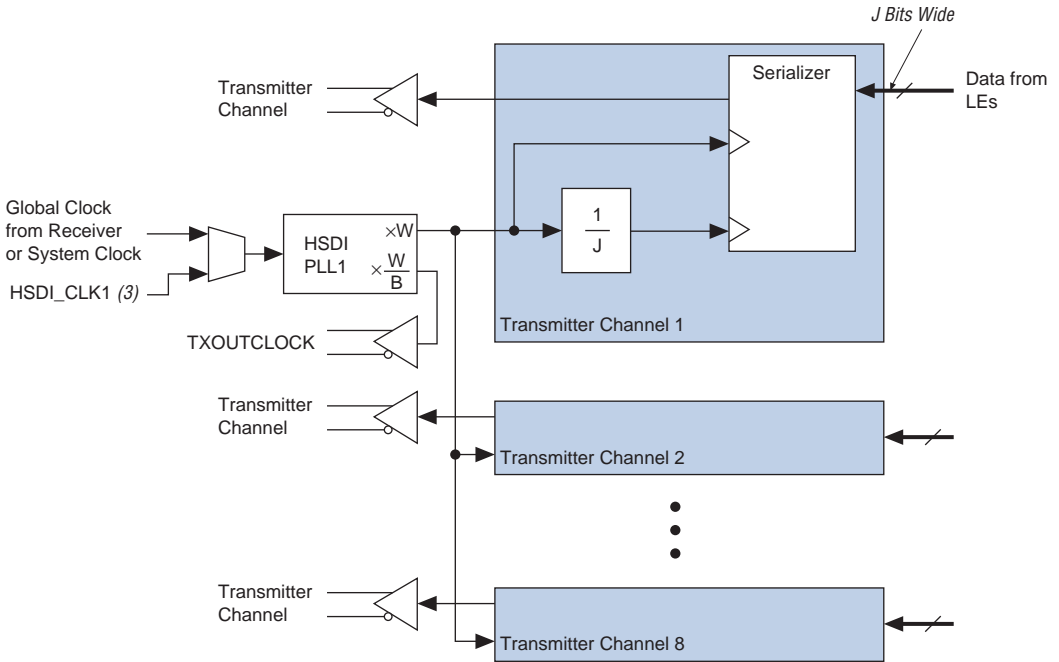 J Bits Wide
Serializer
Transmitter
Channel
Data from
LEs
Global Clock
from Receiver
or System Clock
HSDI_CLK1 (3)
HSDI
PLL1
×W
×W
B
1
J
Transmitter Channel 1
TXOUTCLOCK
Transmitter
Channel
Transmitter Channel 2
Transmitter
Channel
Transmitter Channel 8